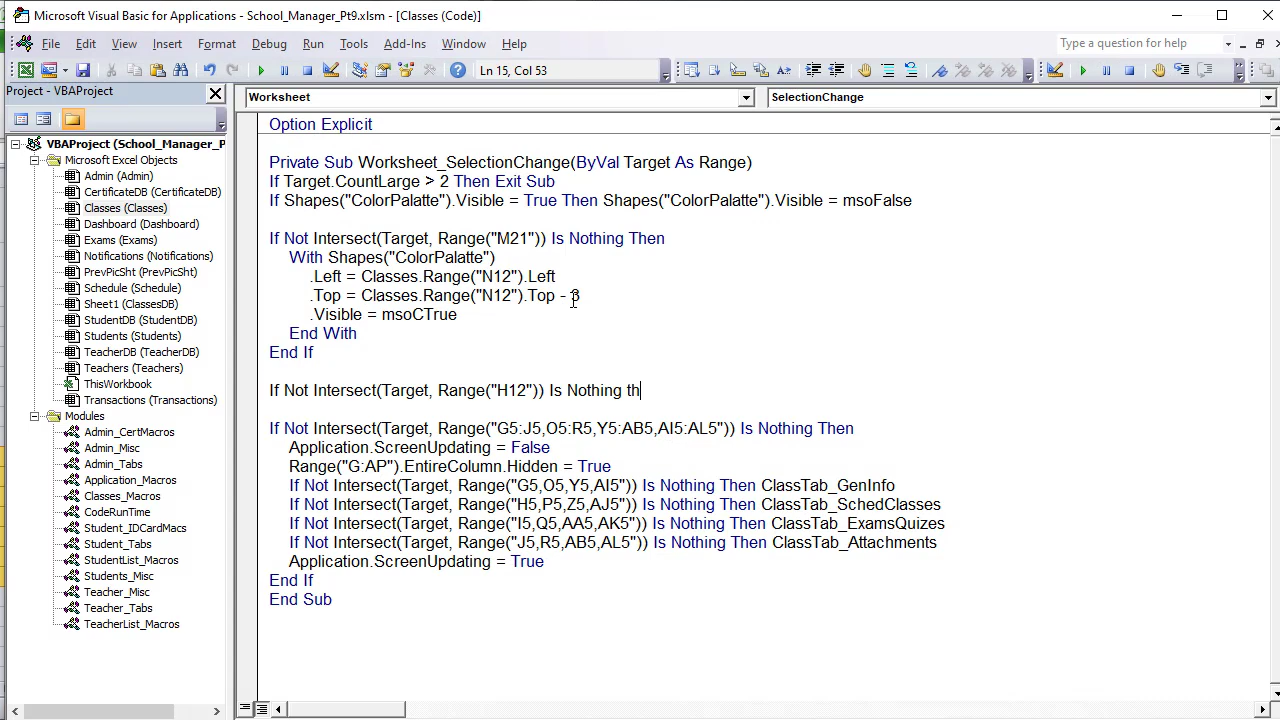 Microsoft Visual Basic for Applications - School_Manager_Pt9.xlsm - [Classes (Code)]
File Edit View Insert Format Debug Run Tools Add-Ins Window Help
Type a question for help
Ln 15, Col 53
Project - VBAProject
Worksheet
SelectionChange
VBAProject (School_Manager_P
Microsoft Excel Objects
Admin (Admin)
CertificateDB (CertificateDB)
Classes (Classes)
Dashboard (Dashboard)
Exams (Exams)
Notifications (Notifications)
PrevPicSht (PrevPicSht)
Schedule (Schedule)
Sheet1 (ClassesDB)
StudentDB (StudentDB)
Students (Students)
TeacherDB (TeacherDB)
Teachers (Teachers)
ThisWorkbook
Transactions (Transactions)
Modules
Admin_CertMacros
Admin_Misc
Admin_Tabs
Application_Macros
Classes_Macros
CodeRunTime
Student_IDCardMacs
Student_Tabs
StudentList_Macros
Students_Misc
Teacher_Misc
Teacher_Tabs
TeacherList_Macros
Option Explicit
Private Sub Worksheet_SelectionChange(ByVal Target As Range)
If Target.CountLarge > 2 Then Exit Sub
If Shapes("ColorPalatte").Visible = True Then Shapes("ColorPalatte").Visible = msoFalse
If Not Intersect(Target, Range("M21")) Is Nothing Then
With Shapes("ColorPalatte")
.Left = Classes.Range("N12").Left
.Top = Classes.Range("N12").Top - 3
.Visible = msoCTrue
End With
End If
If Not Intersect(Target, Range("H12")) Is Nothing th
If Not Intersect(Target, Range("G5:J5,O5:R5,Y5:AB5,AI5:AL5")) Is Nothing Then
Application.ScreenUpdating = False
Range("G:AP").EntireColumn.Hidden = True
If Not Intersect(Target, Range("G5,O5,Y5,AI5")) Is Nothing Then ClassTab_GenInfo
If Not Intersect(Target, Range("H5,P5,Z5,AJ5")) Is Nothing Then ClassTab_SchedClasses
If Not Intersect(Target, Range("I5,Q5,AA5,AK5")) Is Nothing Then ClassTab_ExamsQuizes
If Not Intersect(Target, Range("J5,R5,AB5,AL5")) Is Nothing Then ClassTab_Attachments
Application.ScreenUpdating = True
End If
End Sub